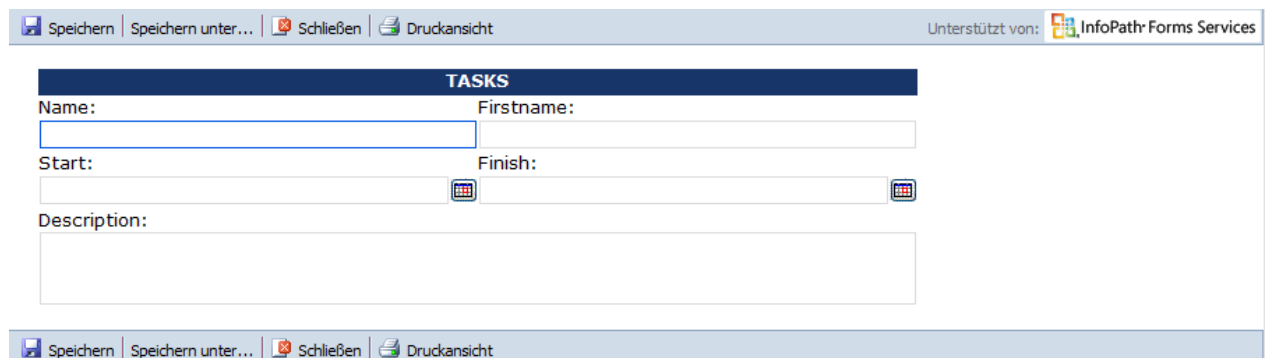 Speichern Speichern unter... Schließen Druckansicht Unterstützt von: InfoPath Forms Services
TASKS
Name: Firstname:
Start: Finish:
Description:
Speichern Speichern unter... Schließen Druckansicht